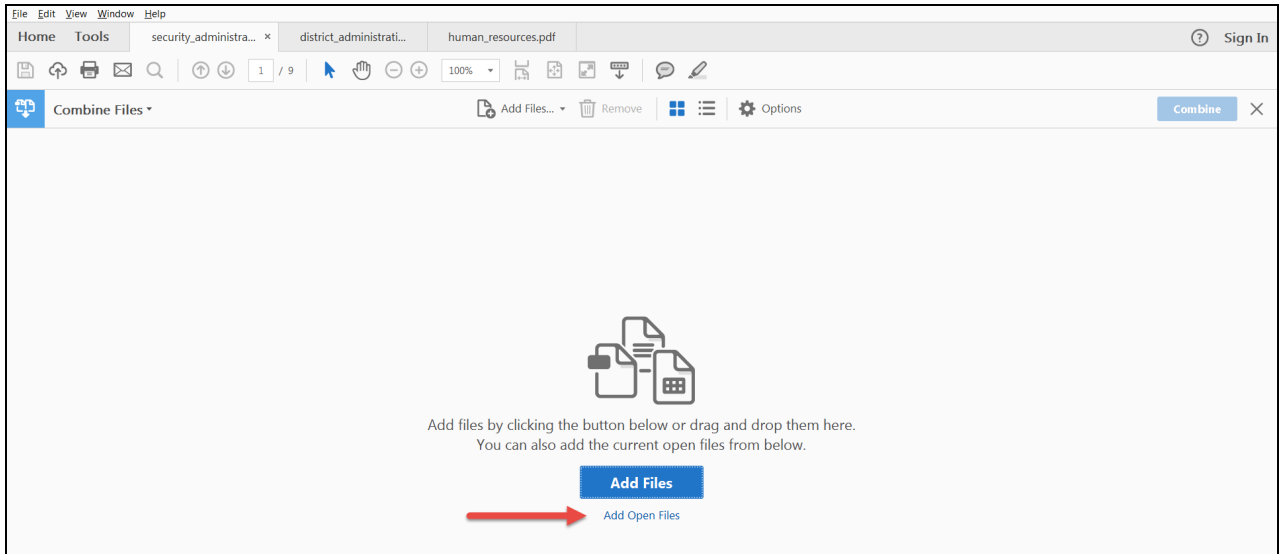 File Edit View Window Help
Home Tools security_administra... × district_administrati... human_resources.pdf ? Sign In
1 / 9 100%
Combine Files Add Files... Remove Options Combine
Add files by clicking the button below or drag and drop them here.
You can also add the current open files from below.
Add Files
Add Open Files